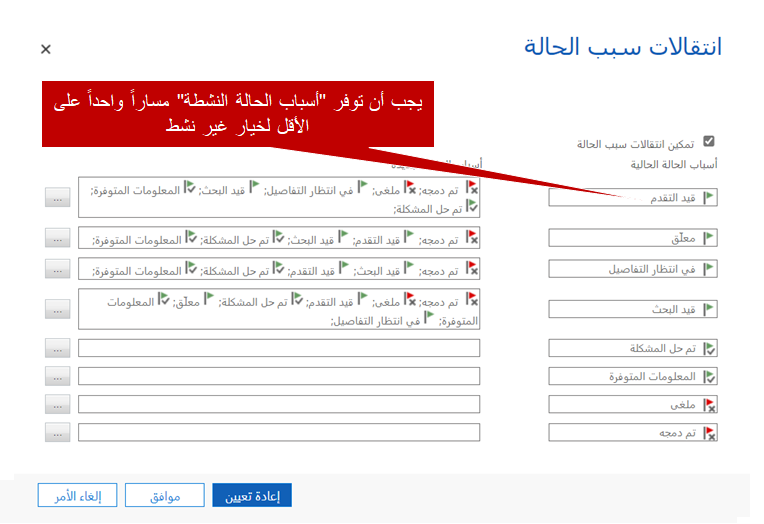 انتقالات سبب الحالة
يجب أن توفر "أسباب الحالة النشطة" مساراً واحداً على
الأقل لخيار غير نشط
تمكين انتقالات سبب الحالة
أسباب الحالة الحالية
أسباب
قيد التقدم
تم دمجه; ملغى; في انتظار التفاصيل; قيد البحث; المعلومات المتوفرة;
تم حل المشكلة;
...
معلّق
تم دمجه; قيد التقدم; قيد البحث; تم حل المشكلة; المعلومات المتوفرة;
...
في انتظار التفاصيل
تم دمجه; قيد البحث; قيد التقدم; تم حل المشكلة; المعلومات المتوفرة;
...
قيد البحث
تم دمجه; ملغى; قيد التقدم; تم حل المشكلة; معلّق; المعلومات
المتوفرة; في انتظار التفاصيل;
...
تم حل المشكلة
...
المعلومات المتوفرة
...
ملغى
...
تم دمجه
...
إعادة تعيين
موافق
إلغاء الأمر